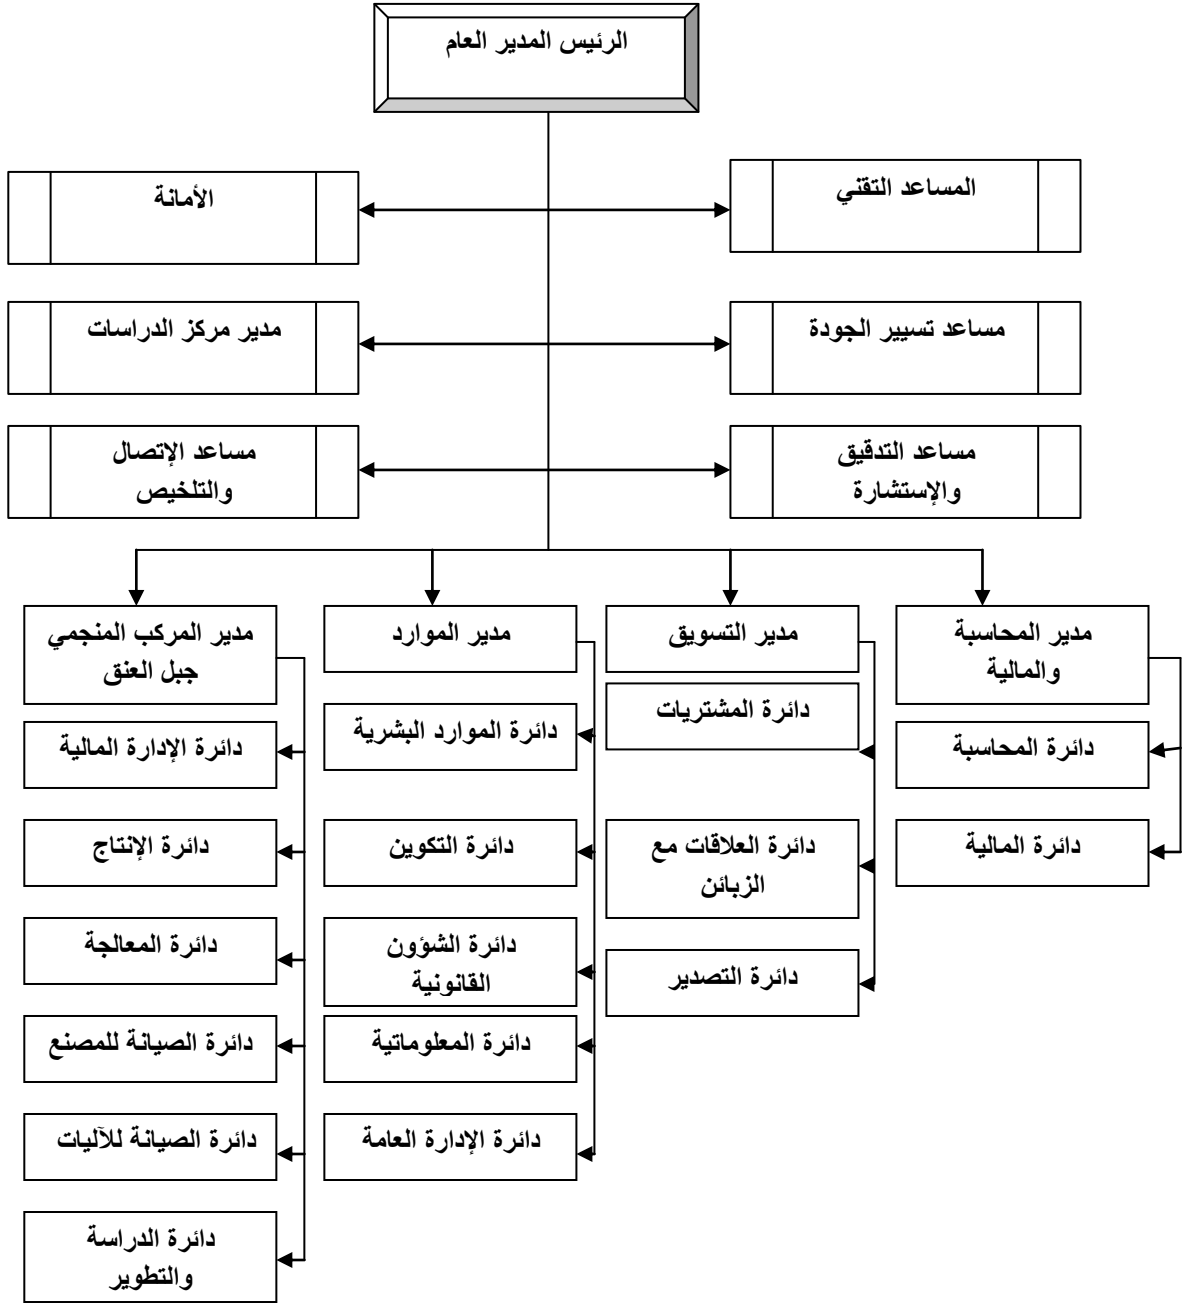 الرئيس المدير العام
المساعد التقني
الأمانة
مساعد تسيير الجودة
مدير مركز الدراسات
مساعد التدقيق
والإستشارة
مساعد الإتصال
والتلخيص
مدير المحاسبة
والمالية
دائرة المحاسبة
دائرة المالية
مدير التسويق
دائرة المشتريات
دائرة العلاقات مع
الزبائن
دائرة التصدير
مدير الموارد
دائرة الموارد البشرية
دائرة التكوين
دائرة الشؤون
القانونية
دائرة المعلوماتية
دائرة الإدارة العامة
مدير المركب المنجمي
جبل العنق
دائرة الإدارة المالية
دائرة الإنتاج
دائرة المعالجة
دائرة الصيانة للمصنع
دائرة الصيانة للآليات
دائرة الدراسة
والتطوير